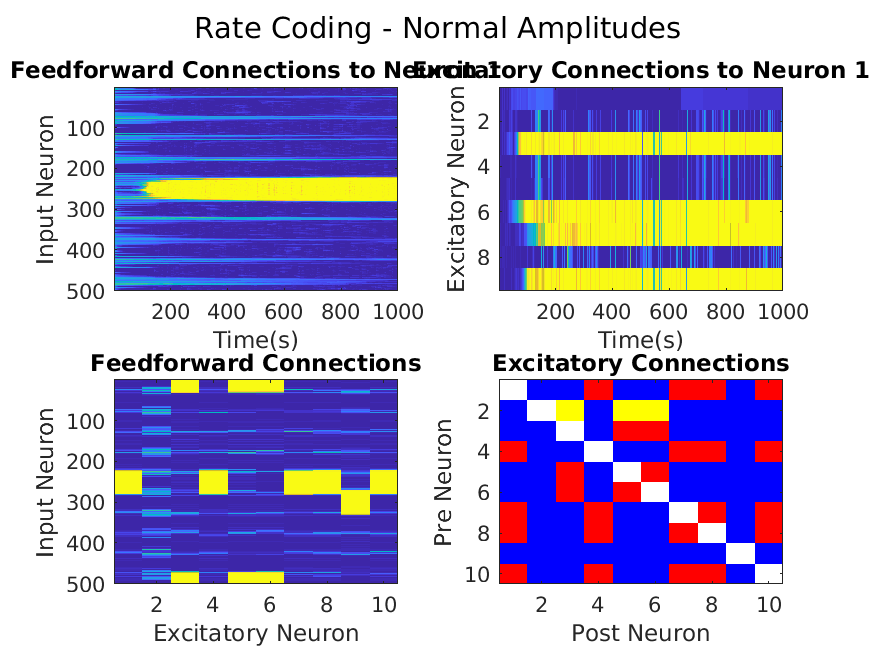 Rate Coding - Normal Amplitudes
Feedforward Connections to Neuron 1
Excitatory Connections to Neuron 1
Input Neuron
100
200
300
400
500
200 400 600 800 1000
Time(s)
Excitatory Neuron
2
4
6
8
200 400 600 800 1000
Time(s)
Feedforward Connections
Input Neuron
100
200
300
400
500
2 4 6 8 10
Excitatory Neuron
Excitatory Connections
Pre Neuron
2
4
6
8
10
2 4 6 8 10
Post Neuron